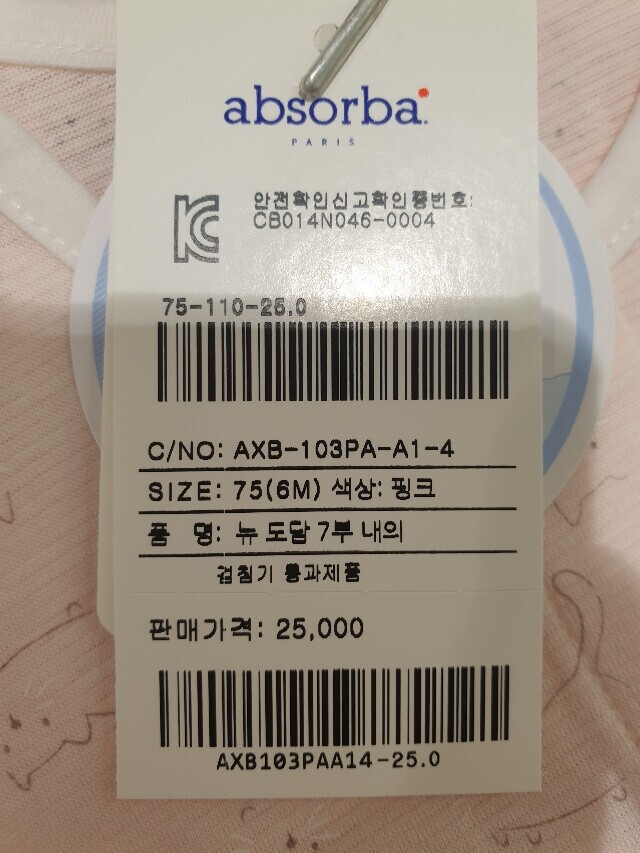 absorba.
PARIS
안전확인신고확인증번호:
CB014N046-0004
75-110-25.0
C/NO: AXB-103PA-A1-4
SIZE: 75(6M) 색상: 핑크
품 명: 뉴 도담 7부 내의
검침기 통과제품
판매가격: 25,000
AXB103PAA14-25.0